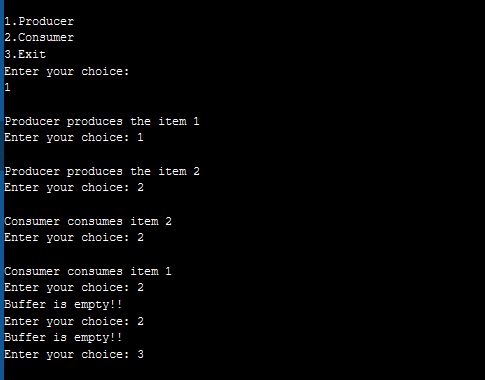 1.Producer
2.Consumer
3.Exit
Enter your choice:
1
Producer produces the item 1
Enter your choice: 1
Producer produces the item 2
Enter your choice: 2
Consumer consumes item 2
Enter your choice: 2
Consumer consumes item 1
Enter your choice: 2
Buffer is empty!!
Enter your choice: 2
Buffer is empty!!
Enter your choice: 3